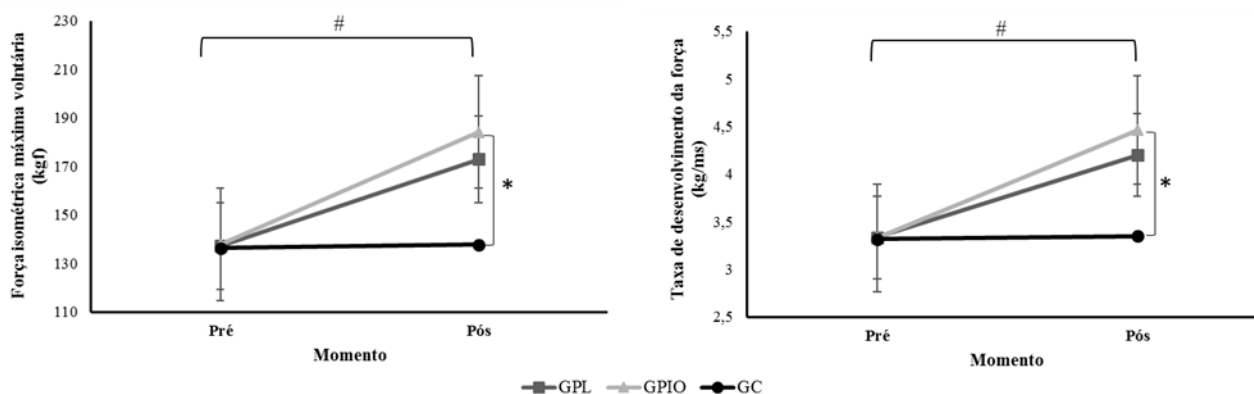 Força isométrica máxima volntária
(kgf)
230
210
190
170
150
130
110
#
*
Pré
Pós
Momento
Taxa de desenvolvimento da força
(kg/ms)
5,5
5
4,5
4
3,5
3
2,5
#
*
Pré
Pós
Momento
GPL GPIO GC